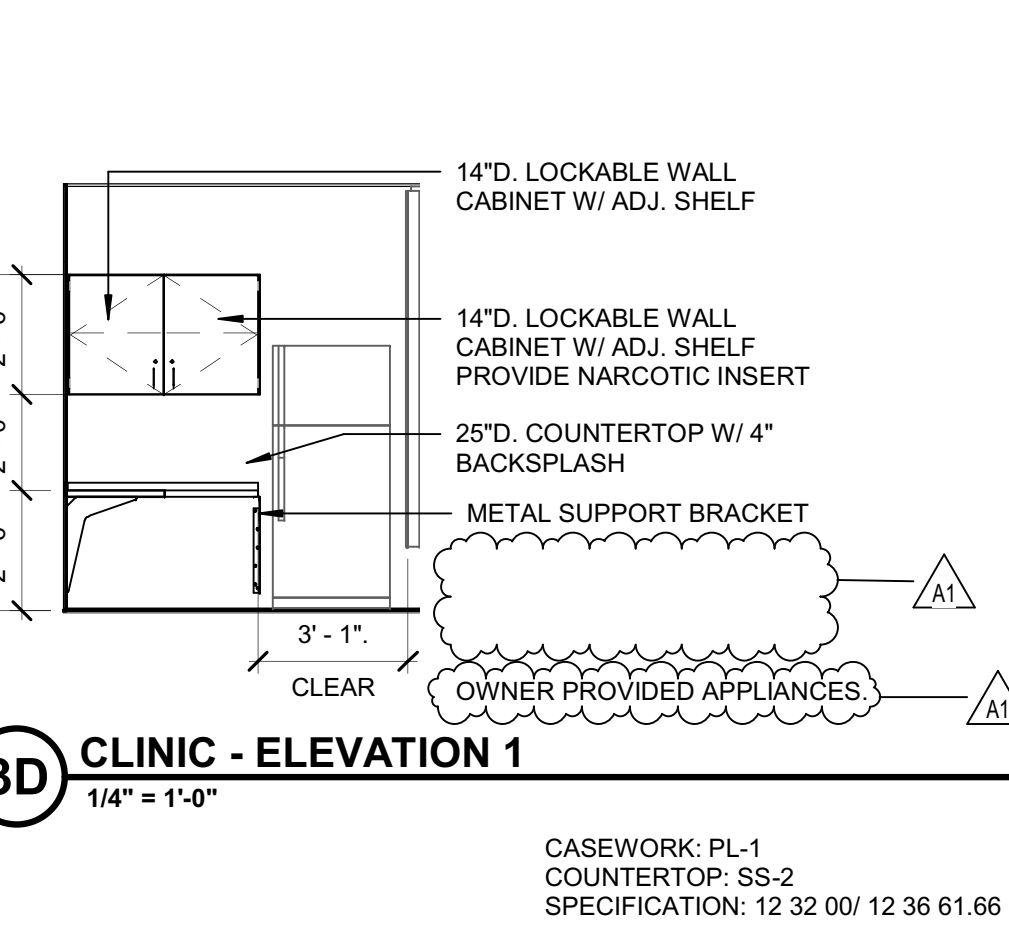 14"D. LOCKABLE WALL
CABINET W/ ADJ. SHELF
14"D. LOCKABLE WALL
CABINET W/ ADJ. SHELF
PROVIDE NARCOTIC INSERT
25"D. COUNTERTOP W/ 4"
BACKSPLASH
METAL SUPPORT BRACKET
A1
3' - 1".
CLEAR
OWNER PROVIDED APPLIANCES.
A1
3D
CLINIC - ELEVATION 1
1/4" = 1'-0"
CASEWORK: PL-1
COUNTERTOP: SS-2
SPECIFICATION: 12 32 00/ 12 36 61.66